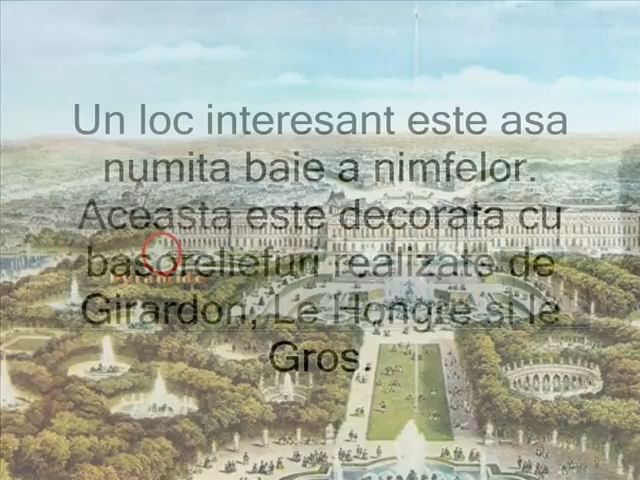 Un loc interesant este asa
numita baie a nimfelor.
Aceasta este decorata cu
basoreliefuri realizate de
Girardon, Le Hongre si le
Gros.